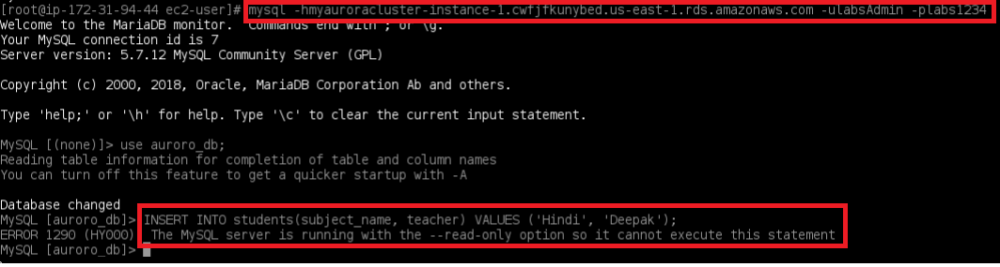 [root@ip-172-31-94-44 ec2-user]# mysql -hmyauroracluster-instance-1.cwfjfkunybed.us-east-1.rds.amazonaws.com -ulabsAdmin -plabs1234
Welcome to the MariaDB monitor.  Commands end with ; or \g.
Your MySQL connection id is 7
Server version: 5.7.12 MySQL Community Server (GPL)
Copyright (c) 2000, 2018, Oracle, MariaDB Corporation Ab and others.
Type 'help;' or '\h' for help. Type '\c' to clear the current input statement.
MySQL [(none)]> use auroro_db;
Reading table information for completion of table and column names
You can turn off this feature to get a quicker startup with -A
Database changed
MySQL [auroro_db]> INSERT INTO students(subject_name, teacher) VALUES ('Hindi', 'Deepak');
ERROR 1290 (HY000): The MySQL server is running with the --read-only option so it cannot execute this statement
MySQL [auroro_db]>